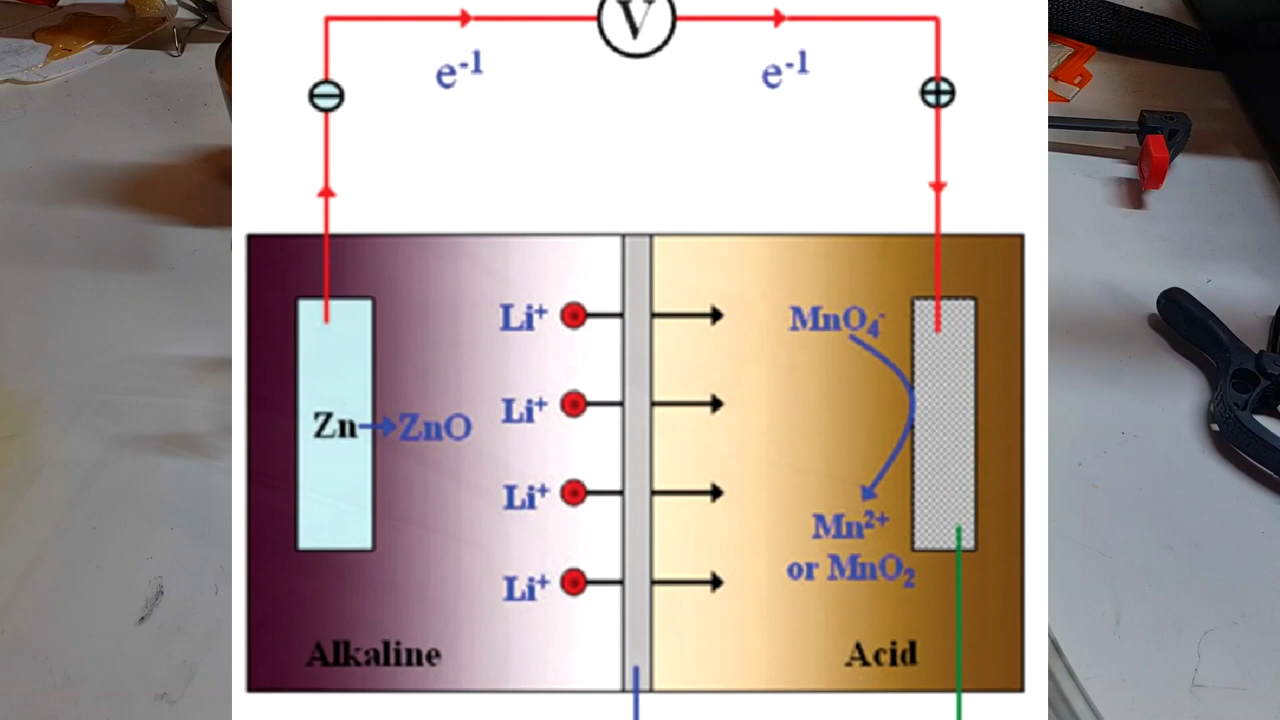 V
e⁻¹ e⁻¹
Li⁺ MnO₄⁻
Li⁺
Zn ZnO
Li⁺
Mn²⁺
or MnO₂
Li⁺
Alkaline Acid